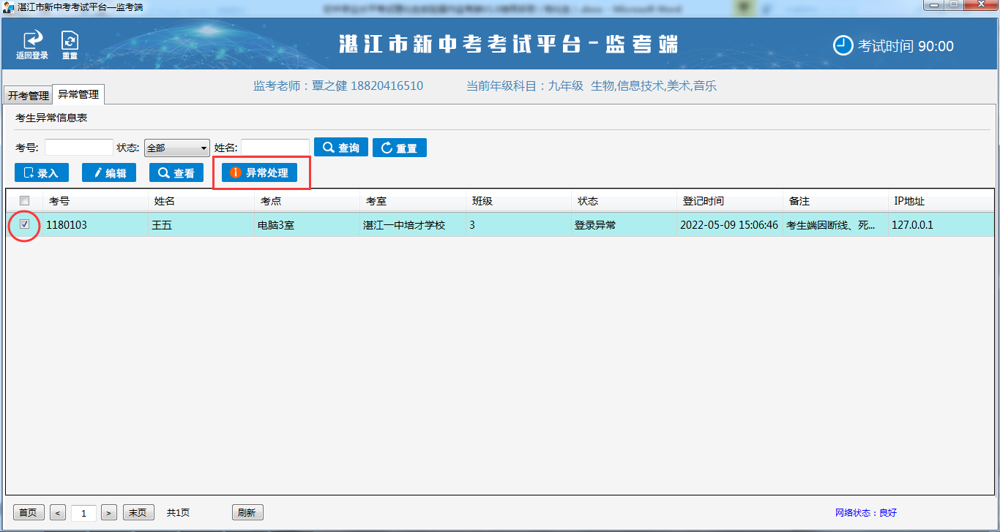 湛江市新中考考试平台—监考端
返回登录 重置 湛江市新中考考试平台-监考端 考试时间 90:00
开考管理 异常管理 监考老师：覃之健 18820416510 当前年级科目：九年级 生物,信息技术,美术,音乐
考生异常信息表
考号: 状态: 全部 姓名: 查询 重置
录入 编辑 查看 异常处理
考号 姓名 考点 考室 班级 状态 登记时间 备注 IP地址
1180103 王五 电脑3室 湛江一中培才学校 3 登录异常 2022-05-09 15:06:46 考生端因断线、死... 127.0.0.1
首页 < 1 > 末页 共1页 刷新 网络状态：良好